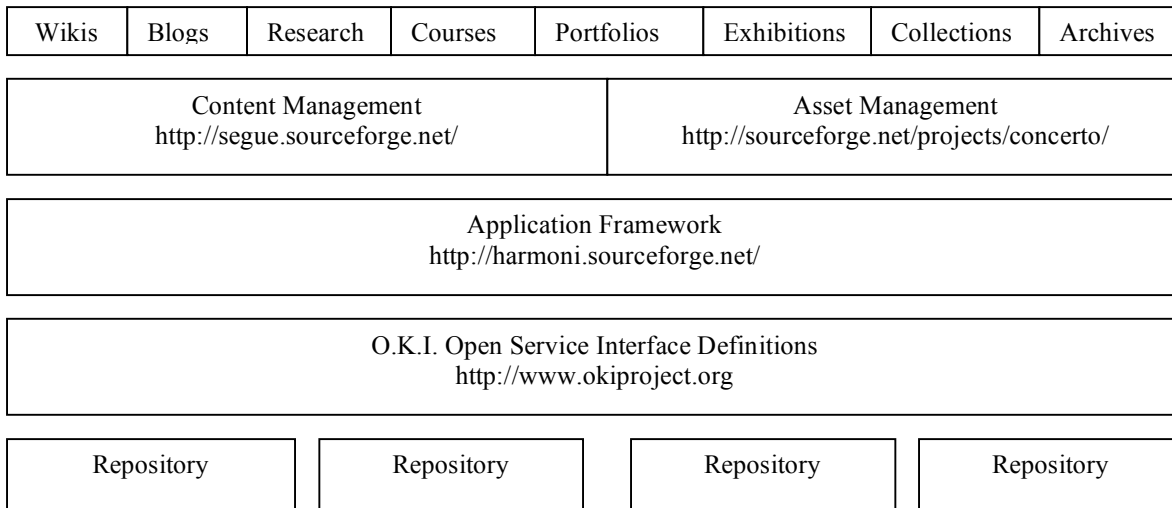 Wikis Blogs Research Courses Portfolios Exhibitions Collections Archives
Content Management
http://segue.sourceforge.net/
Asset Management
http://sourceforge.net/projects/concerto/
Application Framework
http://harmoni.sourceforge.net/
O.K.I. Open Service Interface Definitions
http://www.okiproject.org
Repository Repository Repository Repository